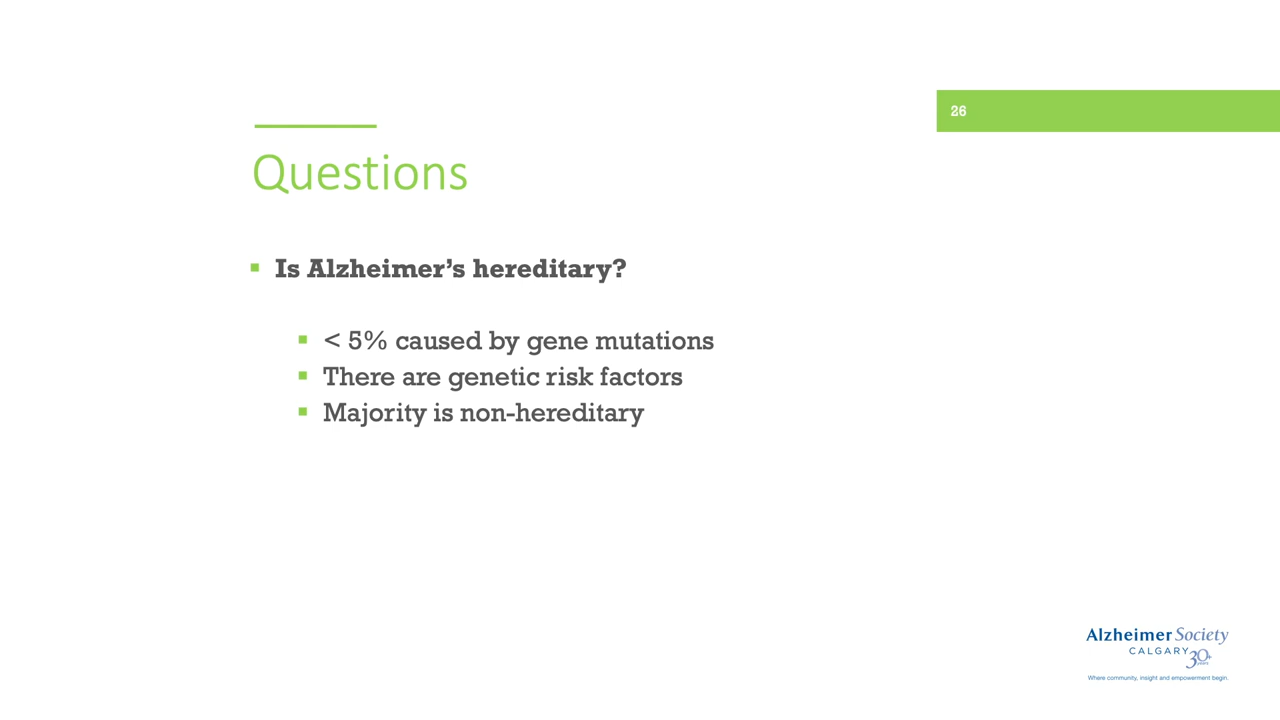 26
Questions
▪ Is Alzheimer’s hereditary?
▪ < 5% caused by gene mutations
▪ There are genetic risk factors
▪ Majority is non-hereditary
Alzheimer Society
CALGARY 30+
years
Where community, insight and empowerment begin.